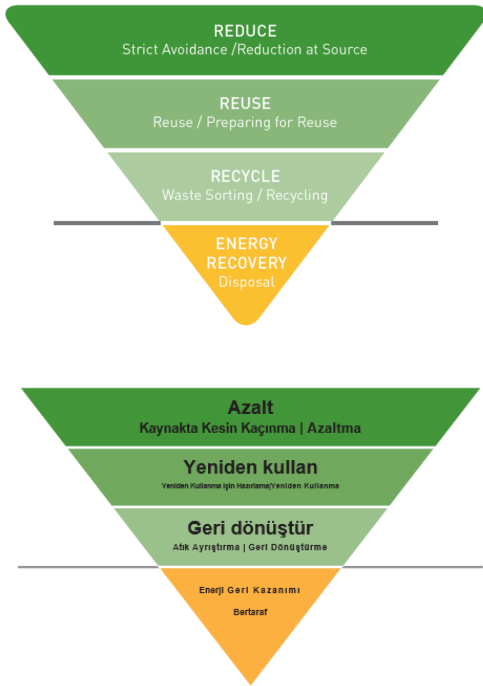 REDUCE
Strict Avoidance /Reduction at Source
REUSE
Reuse / Preparing for Reuse
RECYCLE
Waste Sorting / Recycling
ENERGY
RECOVERY
Disposal
Azalt
Kaynakta Kesin Kaçınma | Azaltma
Yeniden kullan
Yeniden Kullanma İçin Hazırlama|Yeniden Kullanma
Geri dönüştür
Atık Ayrıştırma | Geri Dönüştürme
Enerji Geri Kazanımı
Bertaraf